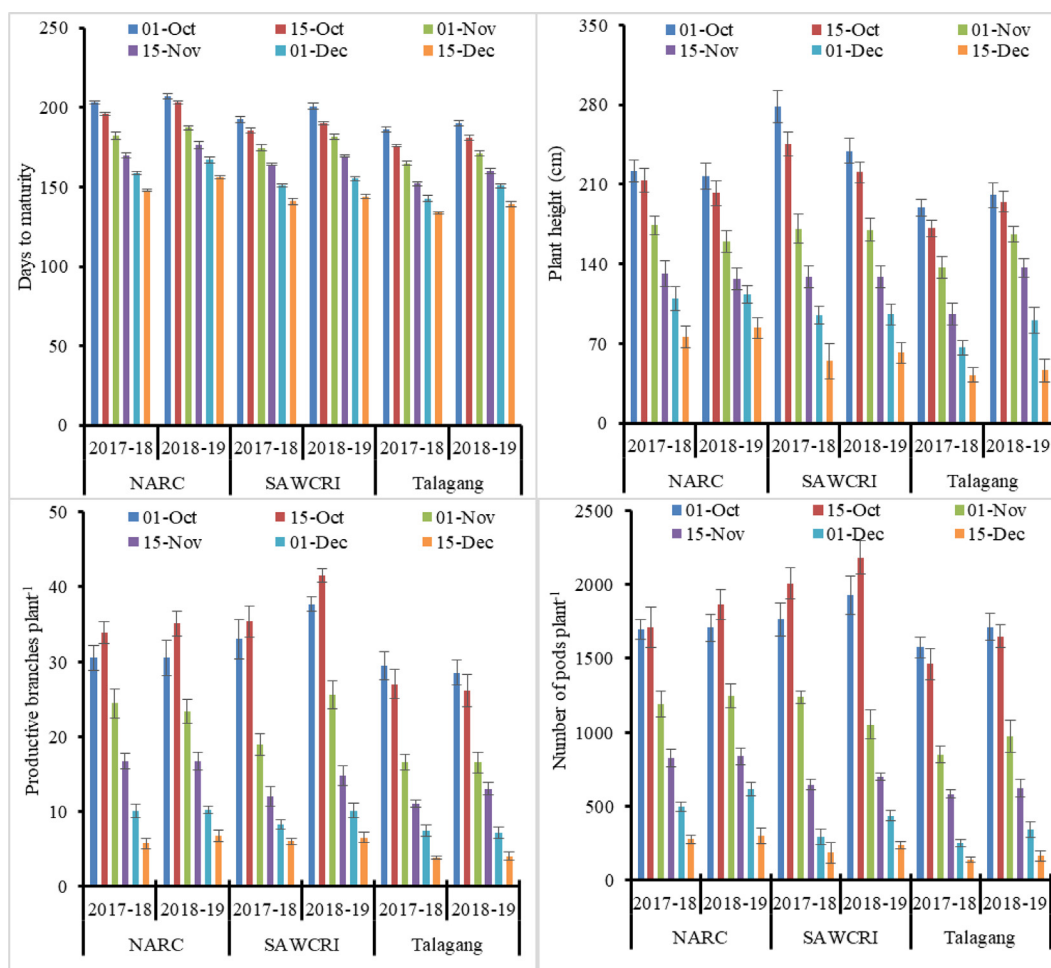 01-Oct 15-Oct 01-Nov
15-Nov 01-Dec 15-Dec
Days to maturity
250
200
150
100
50
0
2017-18 2018-19 2017-18 2018-19 2017-18 2018-19
NARC SAWCRI Talagang
01-Oct 15-Oct 01-Nov
15-Nov 01-Dec 15-Dec
Plant height (cm)
350
280
210
140
70
0
2017-18 2018-19 2017-18 2018-19 2017-18 2018-19
NARC SAWCRI Talagang
01-Oct 15-Oct 01-Nov
15-Nov 01-Dec 15-Dec
Productive branches plant⁻¹
50
40
30
20
10
0
2017-18 2018-19 2017-18 2018-19 2017-18 2018-19
NARC SAWCRI Talagang
01-Oct 15-Oct 01-Nov
15-Nov 01-Dec 15-Dec
Number of pods plant⁻¹
2500
2000
1500
1000
500
0
2017-18 2018-19 2017-18 2018-19 2017-18 2018-19
NARC SAWCRI Talagang